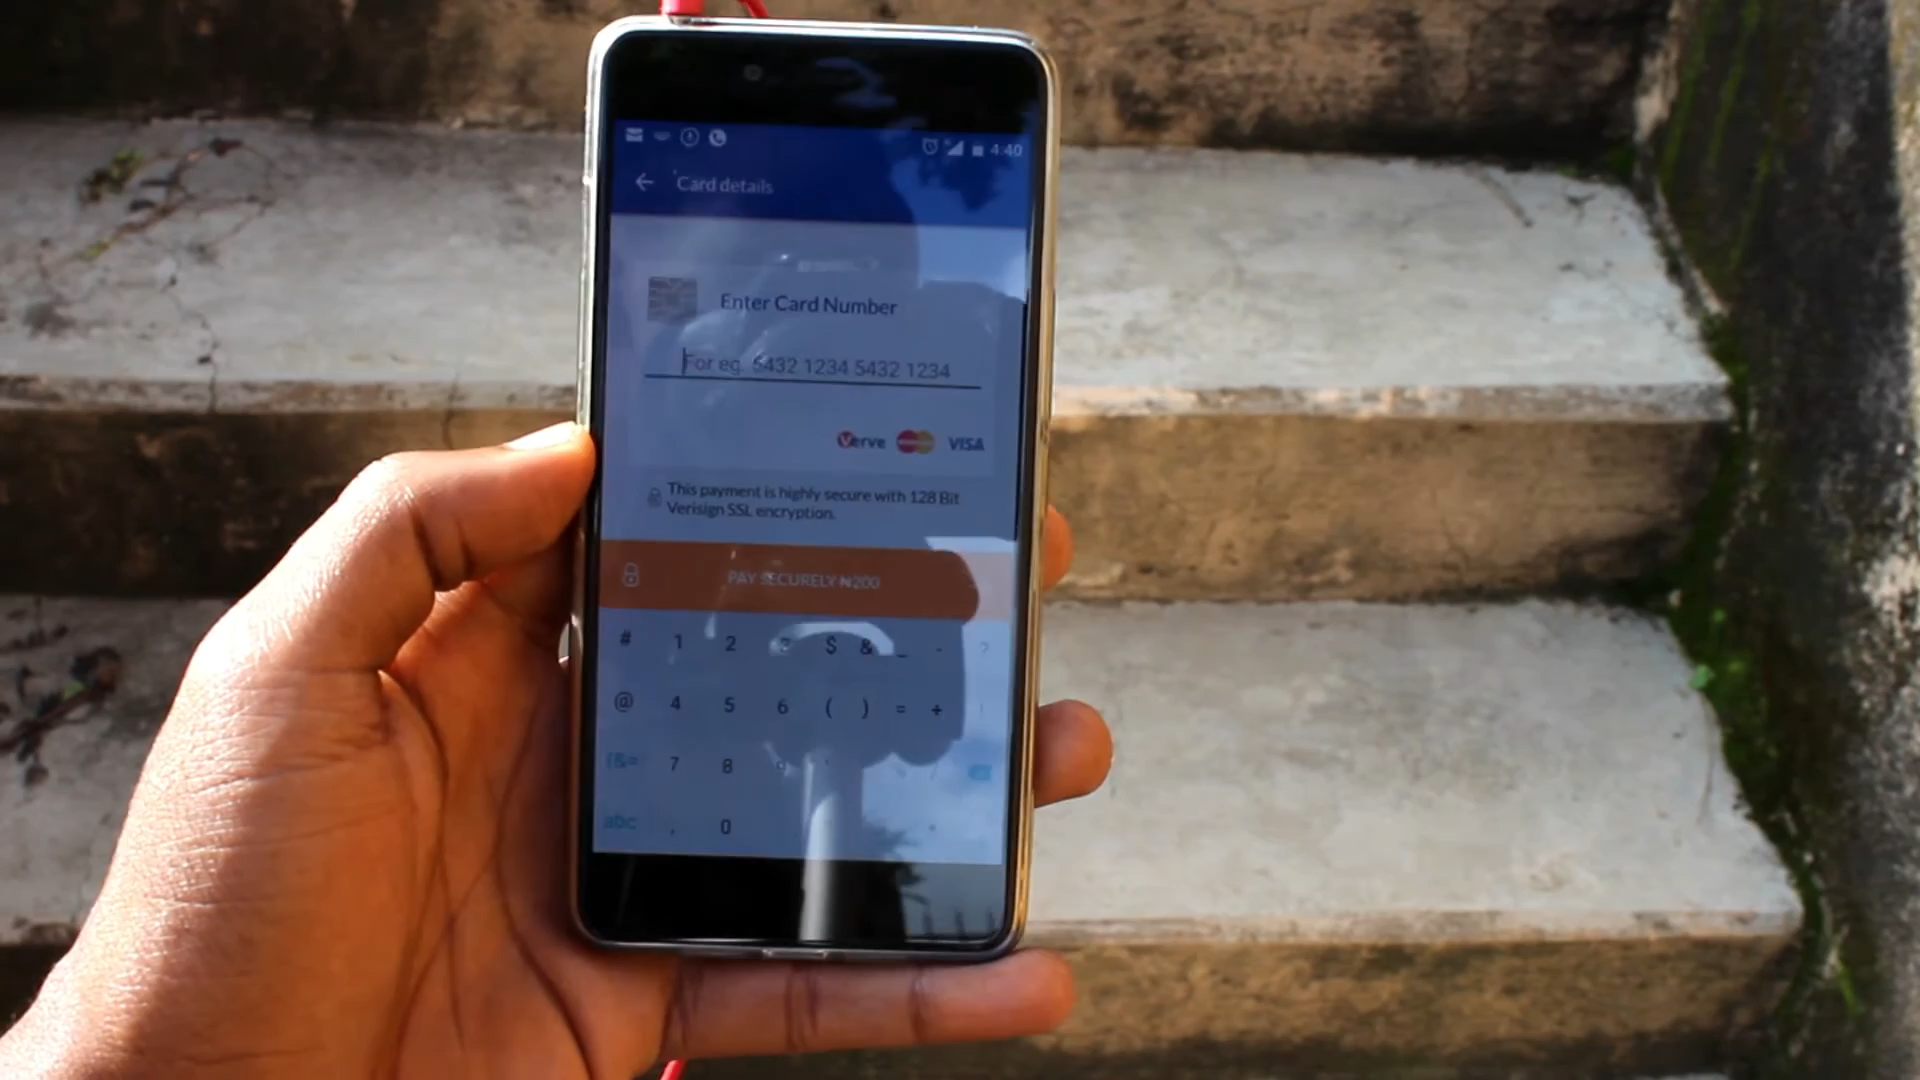 4:40
Card details
Enter Card Number
For eg. 5432 1234 5432 1234
Verve VISA
This payment is highly secure with 128 Bit
Verisign SSL encryption.
PAY SECURELY ₦200
# 1 2 3 $ & _ - ?
@ 4 5 6 ( ) = +
{&= 7 8 9
abc , 0 .